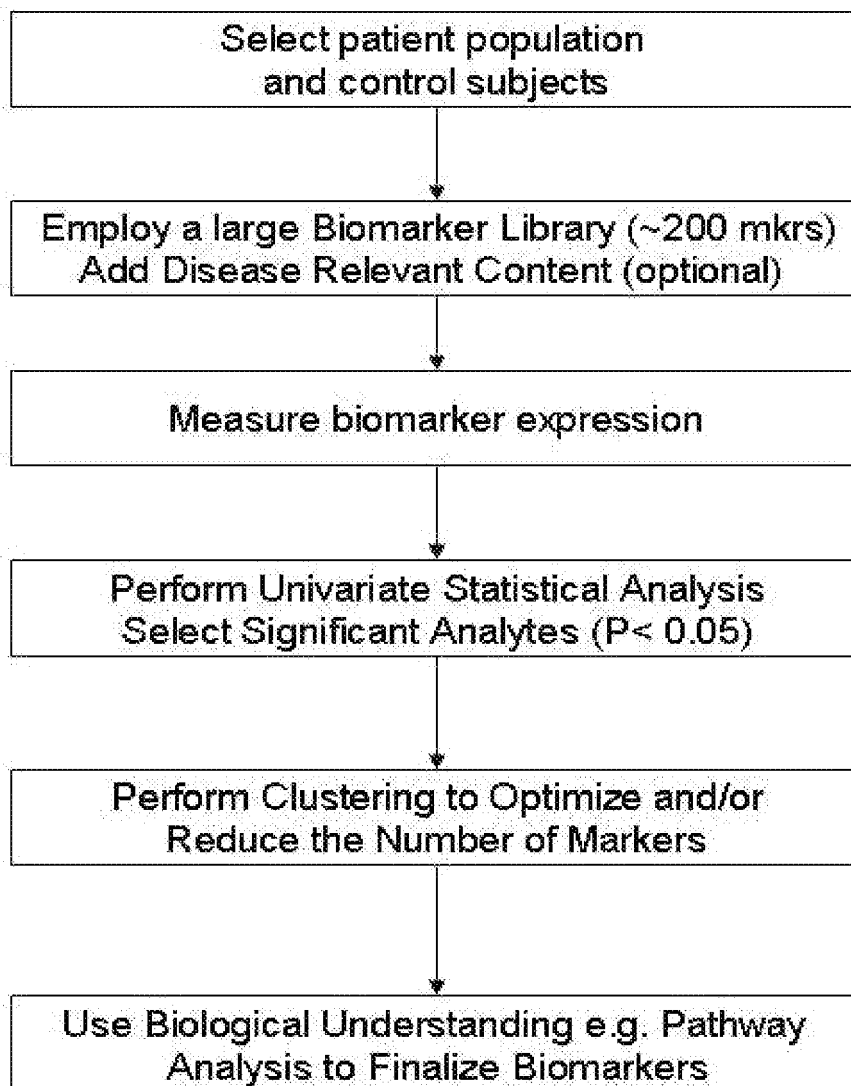 Select patient population
and control subjects
Employ a large Biomarker Library (~200 mkrs)
Add Disease Relevant Content (optional)
Measure biomarker expression
Perform Univariate Statistical Analysis
Select Significant Analytes (P< 0.05)
Perform Clustering to Optimize and/or
Reduce the Number of Markers
Use Biological Understanding e.g. Pathway
Analysis to Finalize Biomarkers